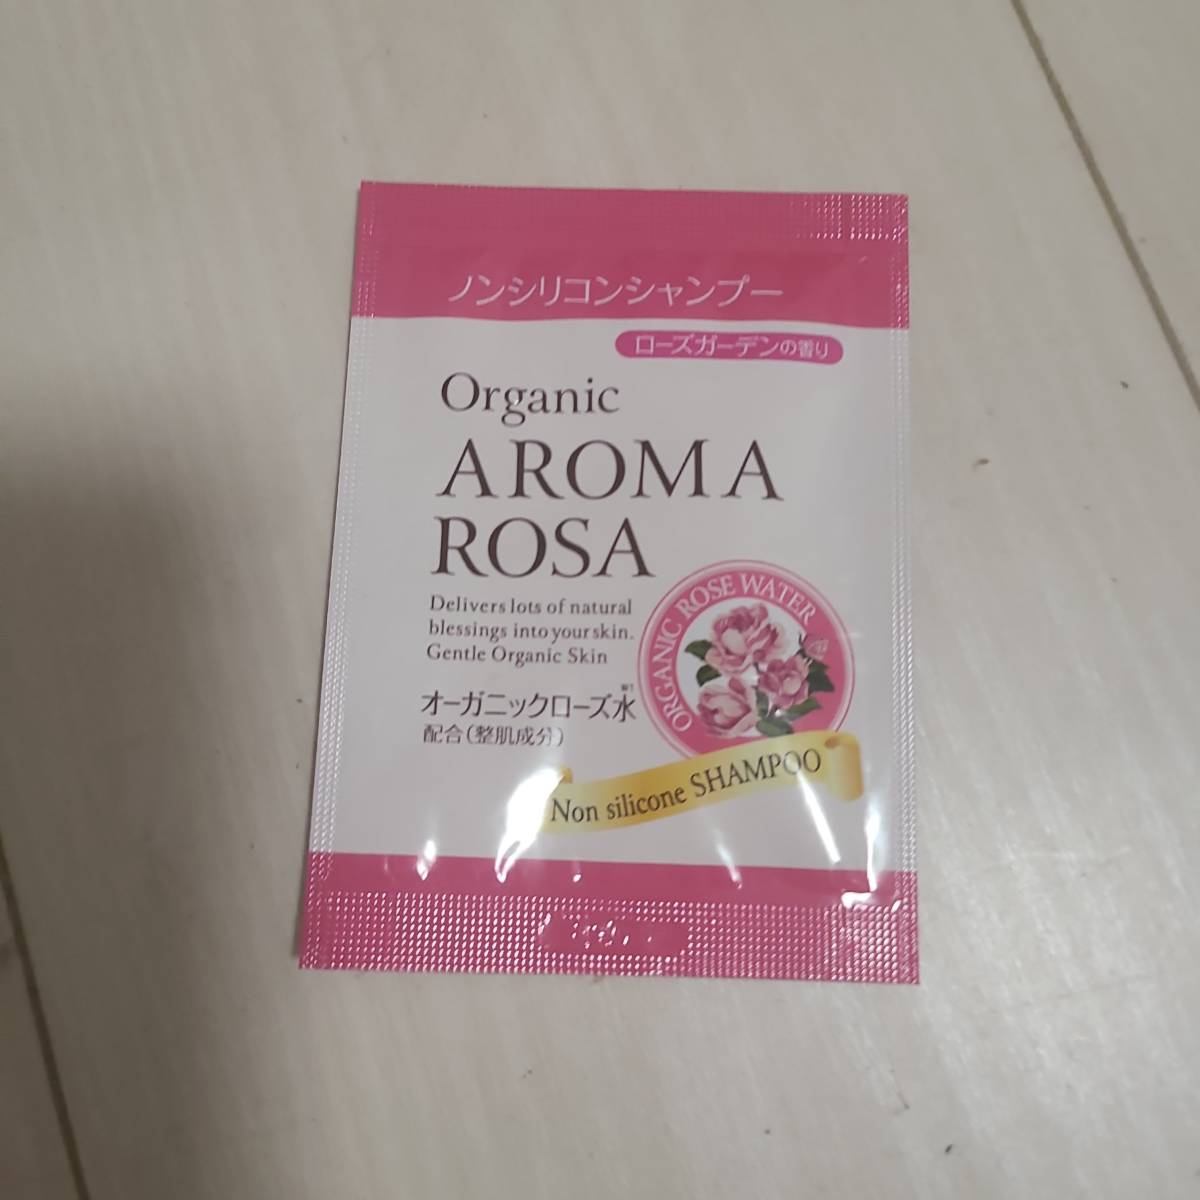 ノンシリコンシャンプー
ローズガーデンの香り
Organic
AROMA
ROSA
Delivers lots of natural
blessings into your skin.
Gentle Organic Skin
オーガニックローズ水
配合(整肌成分)
ORGANIC ROSE WATER
Non silicone SHAMPOO